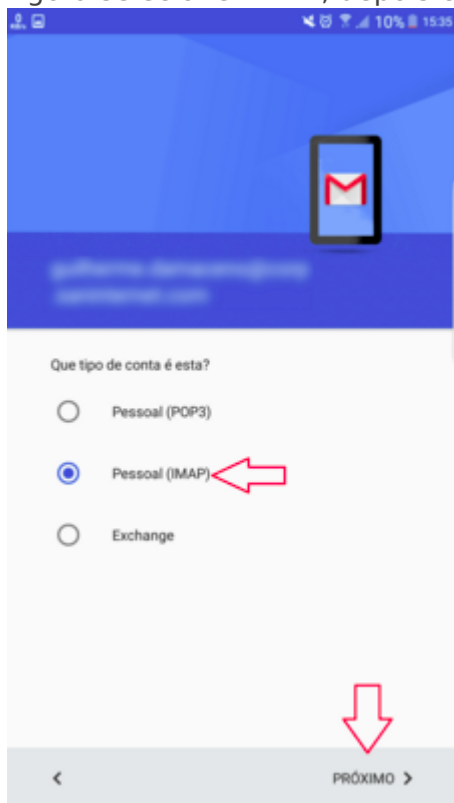 10% 15:35
Que tipo de conta é esta?
Pessoal (POP3)
Pessoal (IMAP)
Exchange
PRÓXIMO